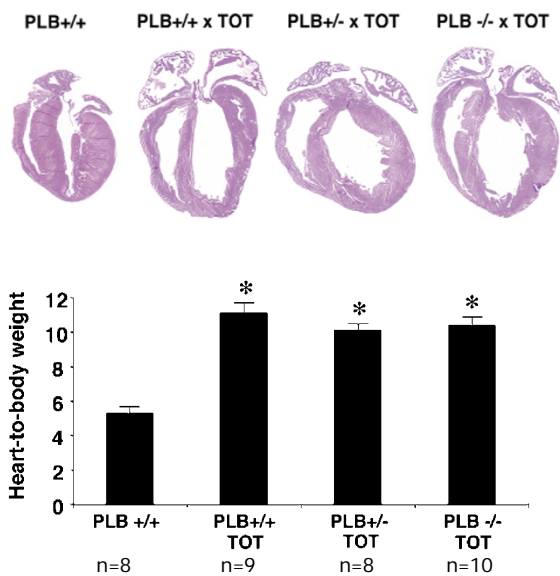 PLB+/+ PLB+/+ x TOT PLB+/- x TOT PLB -/- x TOT
Heart-to-body weight
12
10
8
6
4
2
0
* * *
PLB +/+ PLB+/+ PLB+/- PLB -/-
TOT TOT TOT
n=8 n=9 n=8 n=10